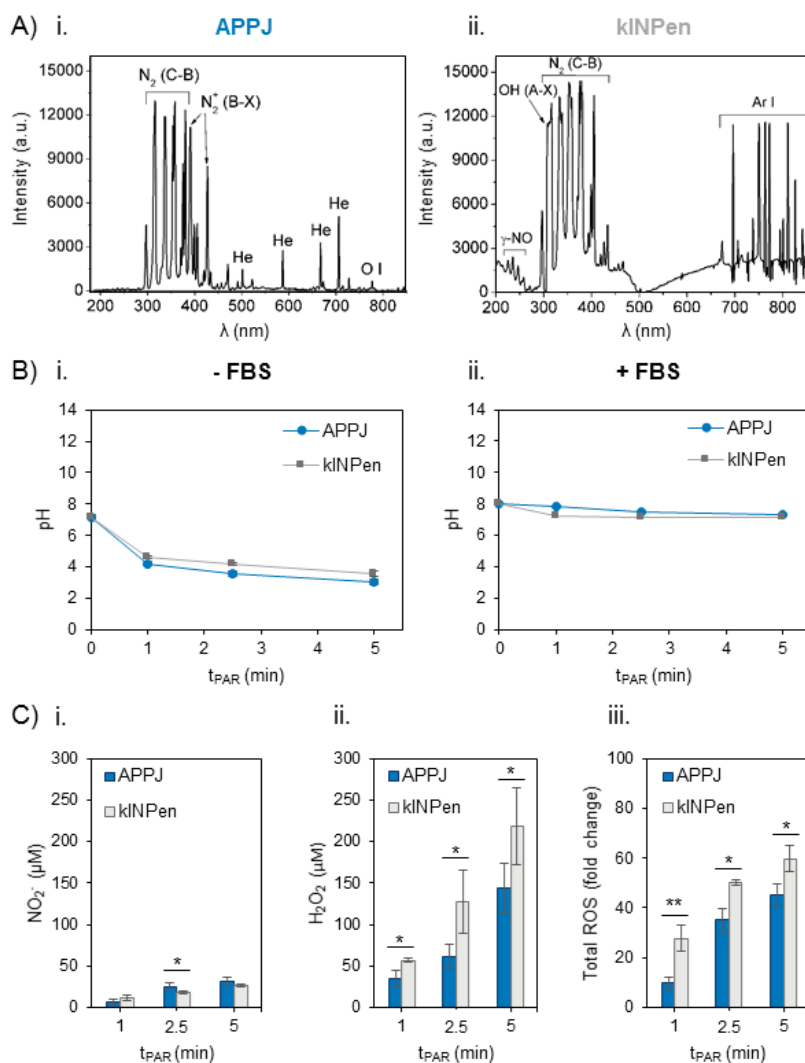 A) i. APPJ
15000
12000
9000
6000
3000
0
Intensity (a.u.)
N₂ (C-B)
N₂⁺ (B-X)
He
He
He
He
O I
200 300 400 500 600 700 800
λ (nm)
ii. kINPen
15000
12000
9000
6000
3000
0
Intensity (a.u.)
N₂ (C-B)
OH (A-X)
Ar I
γ-NO
200 300 400 500 600 700 800
λ (nm)
B) i. - FBS
14
12
10
8
6
4
2
0
pH
APPJ
kINPen
0 1 2 3 4 5
tPAR (min)
ii. + FBS
14
12
10
8
6
4
2
0
pH
APPJ
kINPen
0 1 2 3 4 5
tPAR (min)
C) i.
300
250
200
150
100
50
0
NO₂⁻ (µM)
APPJ
kINPen
*
1 2.5 5
tPAR (min)
ii.
300
250
200
150
100
50
0
H₂O₂ (µM)
APPJ
kINPen
*
*
*
1 2.5 5
tPAR (min)
iii.
100
80
60
40
20
0
Total ROS (fold change)
APPJ
kINPen
**
*
*
1 2.5 5
tPAR (min)